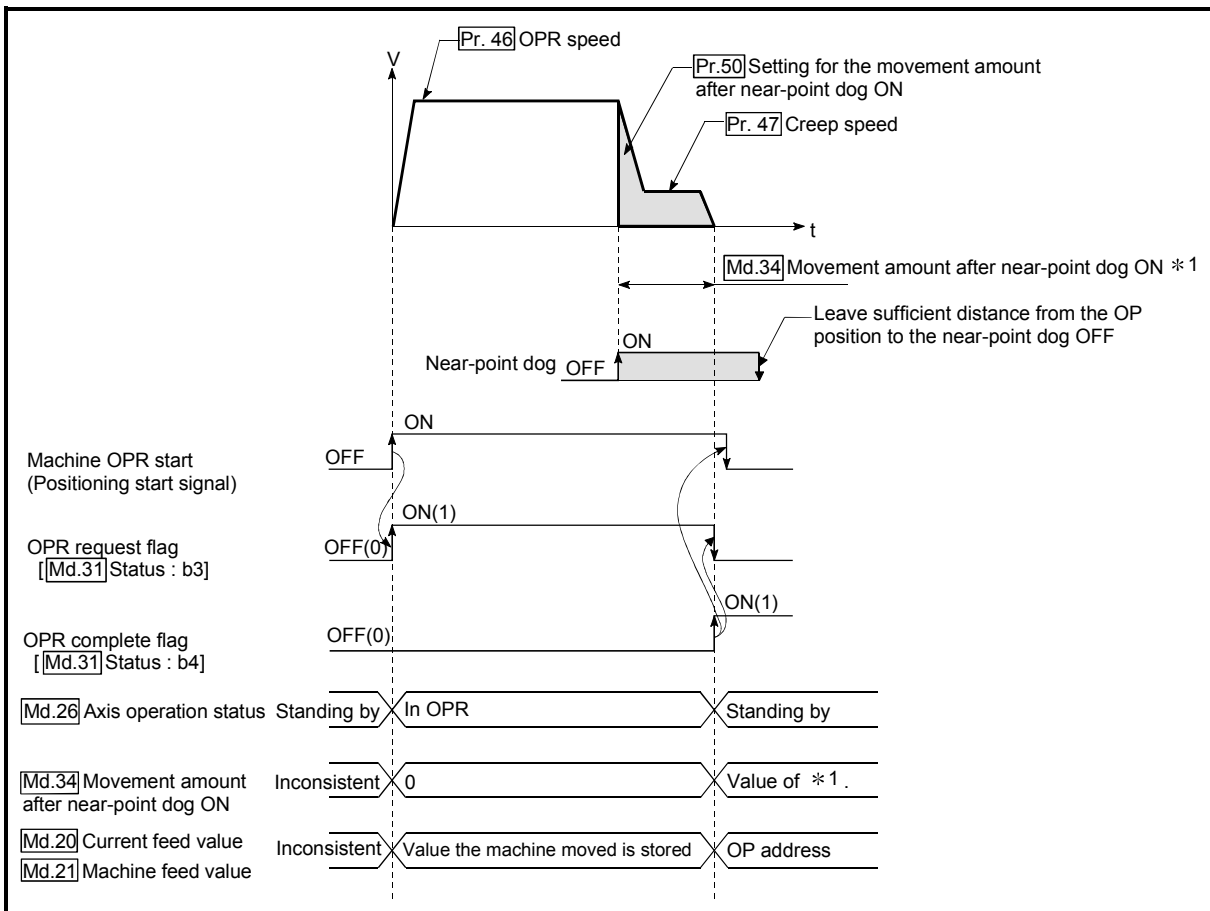 Pr. 46 OPR speed
V
Pr.50 Setting for the movement amount
after near-point dog ON
Pr. 47 Creep speed
t
Md.34 Movement amount after near-point dog ON *1
Leave sufficient distance from the OP
position to the near-point dog OFF
ON
Near-point dog OFF
ON
Machine OPR start
(Positioning start signal)
OFF
ON(1)
OPR request flag
[Md.31 Status : b3]
OFF(0)
ON(1)
OPR complete flag
[Md.31 Status : b4]
OFF(0)
Md.26 Axis operation status Standing by In OPR Standing by
Md.34 Movement amount
after near-point dog ON
Inconsistent 0 Value of *1 .
Md.20 Current feed value
Md.21 Machine feed value
Inconsistent Value the machine moved is stored OP address